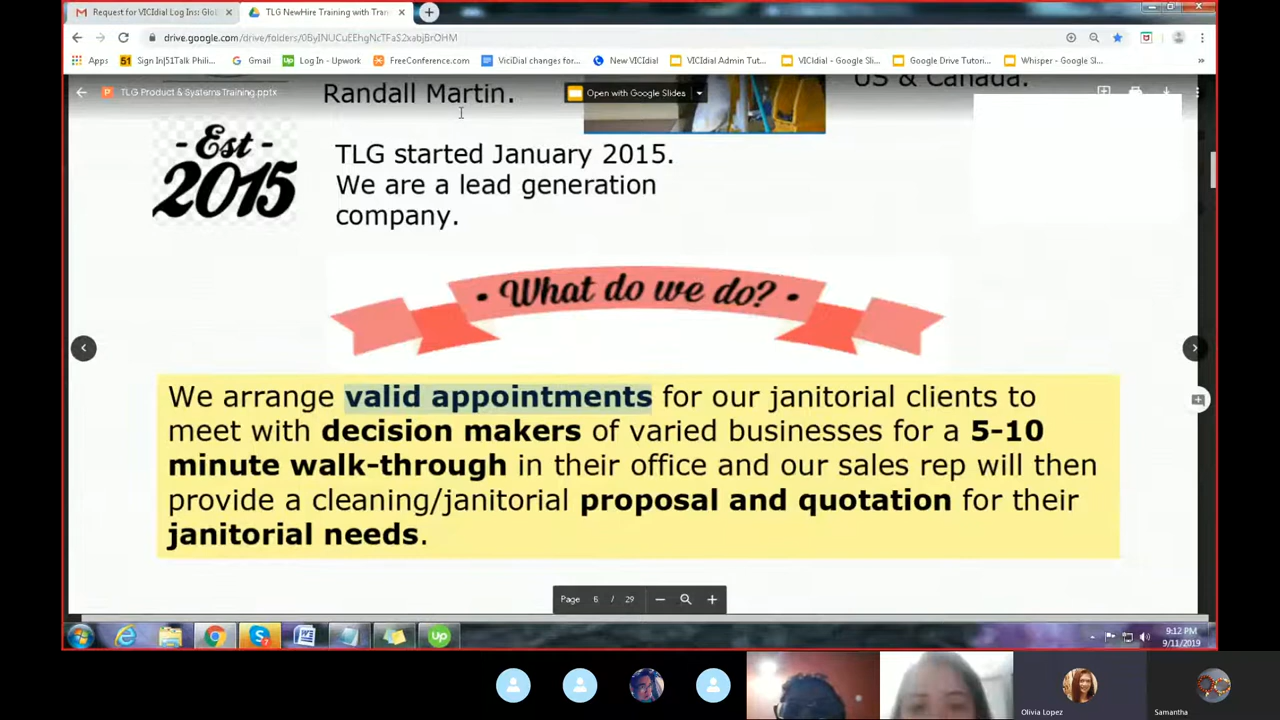 Request for VICIdial Log Ins: Glo
TLG NewHire Training with Tran
drive.google.com/drive/folders/
Apps
51 Sign In|51Talk Phili...
Gmail
Up Log In - Upwork
FreeConference.com
ViciDial changes for...
New VICIdial
VICIdial Admin Tut...
VICIdial - Google Sli...
Google Drive Tutori...
Whisper - Google Sl...
»
TLG Product & Systems Training.pptx
Open with Google Slides
Randall Martin.
US & Canada.
- Est -
2015
TLG started January 2015.
We are a lead generation
company.
• What do we do? •
We arrange valid appointments for our janitorial clients to
meet with decision makers of varied businesses for a 5-10
minute walk-through in their office and our sales rep will then
provide a cleaning/janitorial proposal and quotation for their
janitorial needs.
Page 6 / 29
9:12 PM
9/11/2019
Olivia Lopez
Samantha